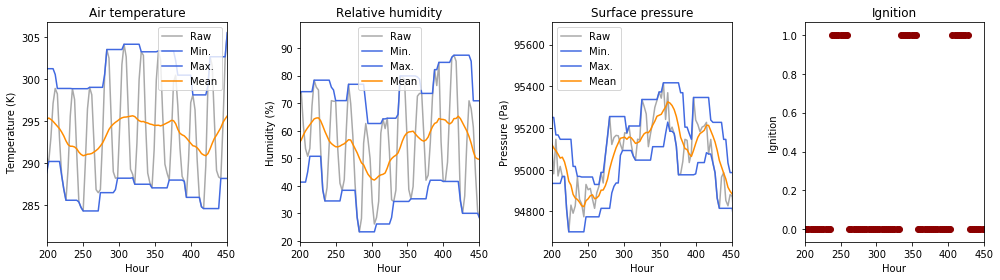 Air temperature
Temperature (K)
305
300
295
290
285
Raw
Min.
Max.
Mean
200 250 300 350 400 450
Hour
Relative humidity
Humidity (%)
90
80
70
60
50
40
30
20
Raw
Min.
Max.
Mean
200 250 300 350 400 450
Hour
Surface pressure
Pressure (Pa)
95600
95400
95200
95000
94800
Raw
Min.
Max.
Mean
200 250 300 350 400 450
Hour
Ignition
Ignition
1.0
0.8
0.6
0.4
0.2
0.0
200 250 300 350 400 450
Hour